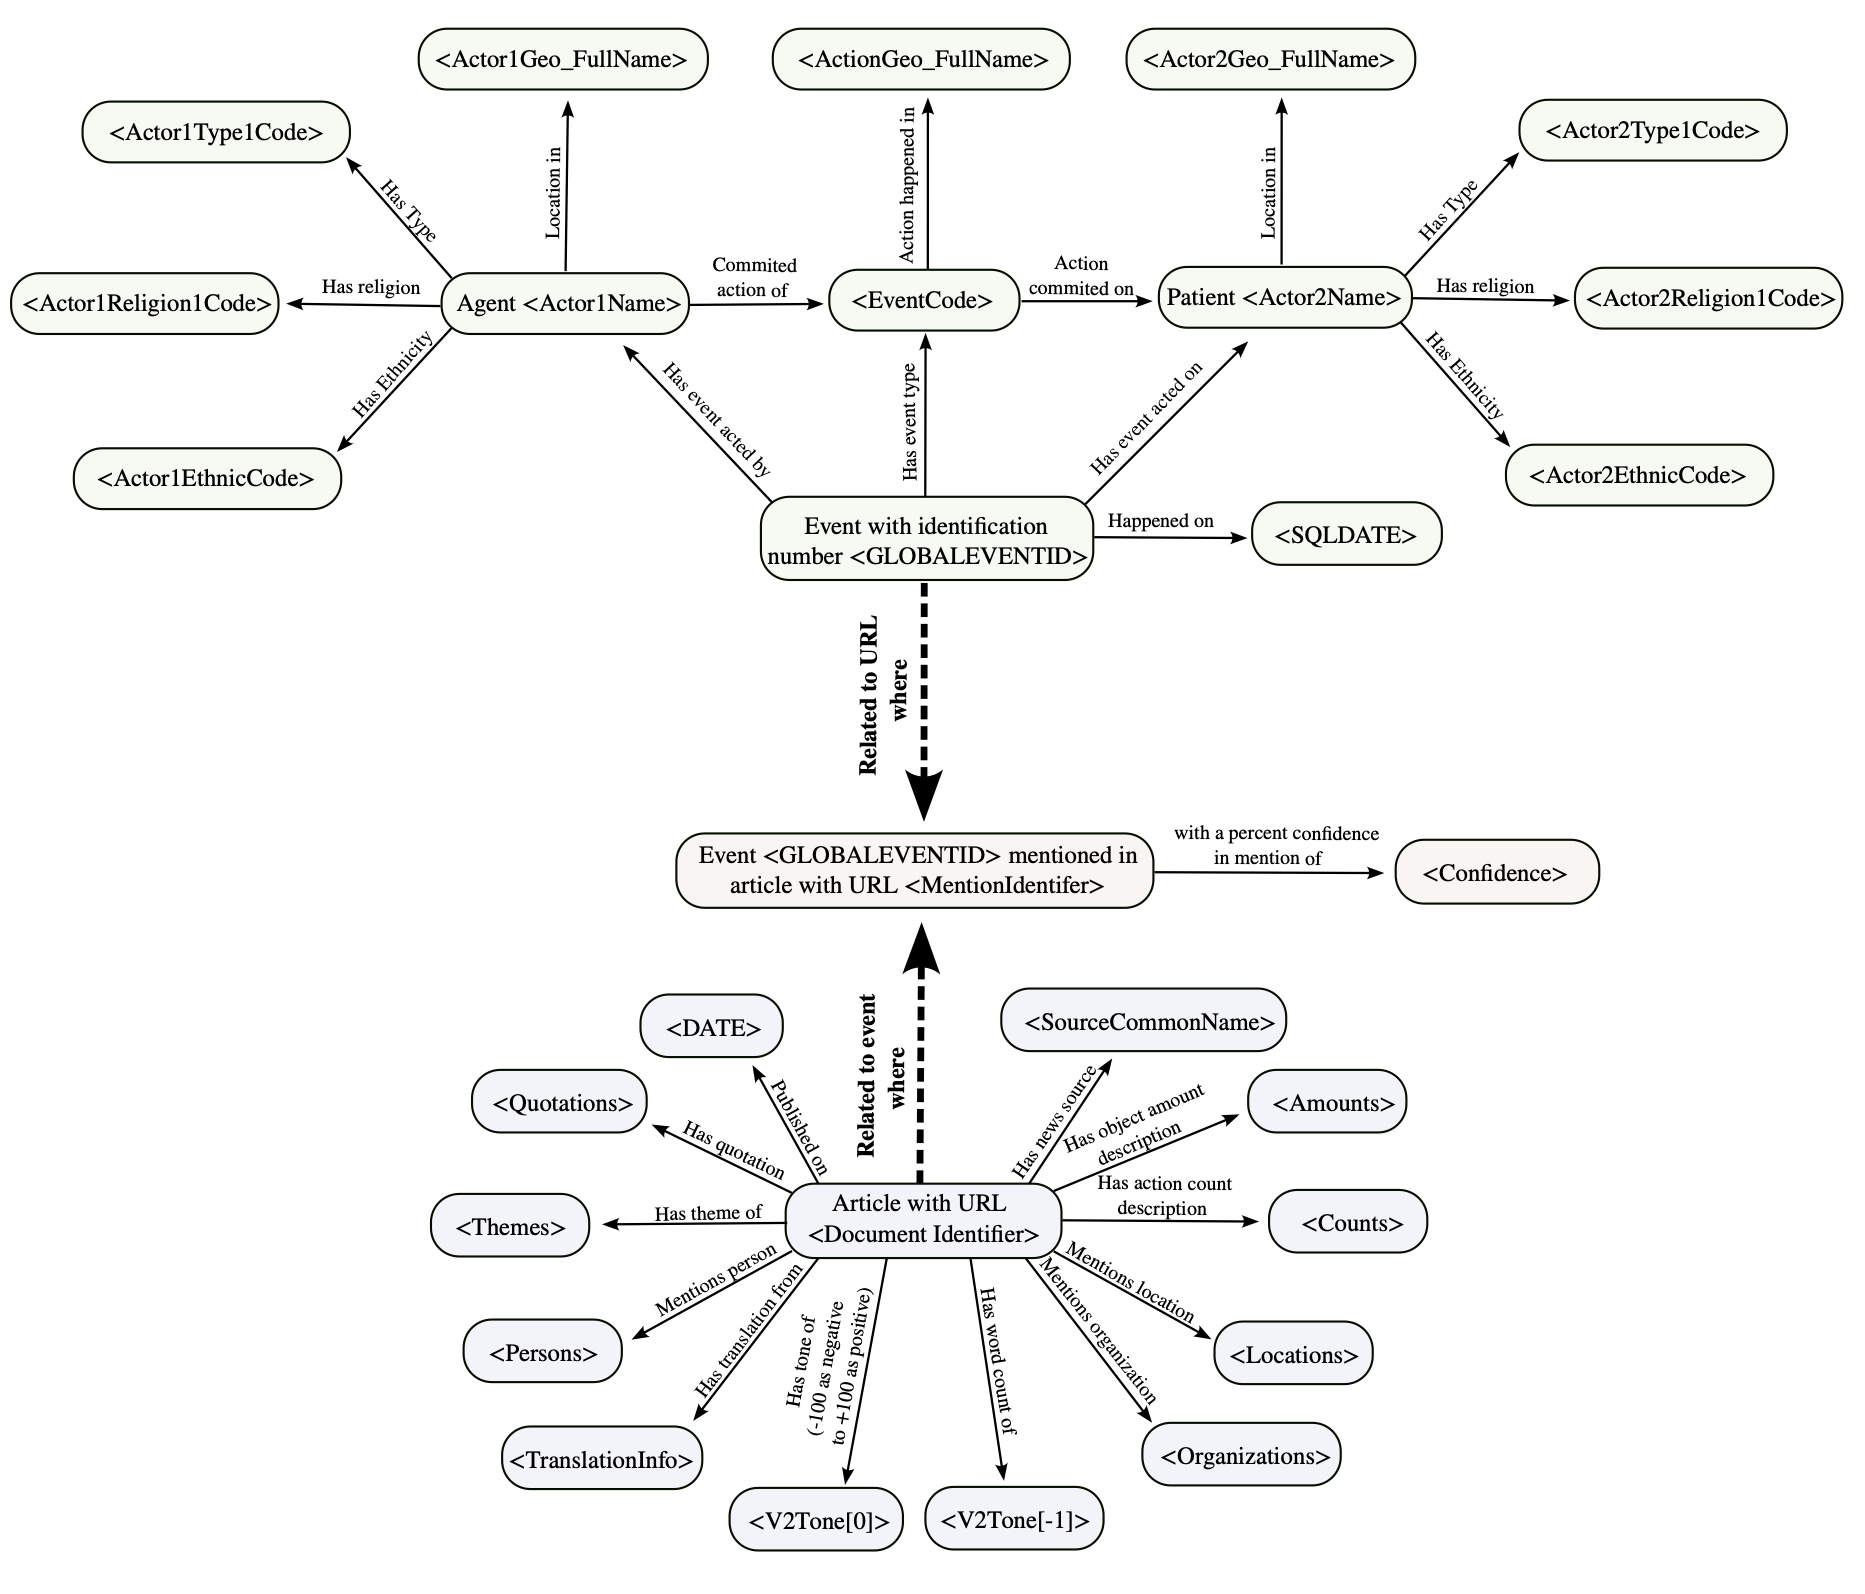 <Actor1Geo_FullName>
<ActionGeo_FullName>
<Actor2Geo_FullName>
<Actor1Type1Code>
<Actor2Type1Code>
Has Type
Location in
Action happened in
Location in
Has Type
<Actor1Religion1Code>
Has religion
Agent <Actor1Name>
Commited
action of
<EventCode>
Action
commited on
Patient <Actor2Name>
Has religion
<Actor2Religion1Code>
Has Ethnicity
Has event acted by
Has event type
Has event acted on
Has Ethnicity
<Actor1EthnicCode>
<Actor2EthnicCode>
Event with identification
number <GLOBALEVENTID>
Happened on
<SQLDATE>
Related to URL
where
Event <GLOBALEVENTID> mentioned in
article with URL <MentionIdentifer>
with a percent confidence
in mention of
<Confidence>
Related to event
where
<DATE>
<SourceCommonName>
Published on
Has news source
<Quotations>
Has quotation
Has object amount
description
<Amounts>
<Themes>
Has theme of
Article with URL
<Document Identifier>
Has action count
description
<Counts>
Mentions person
<Persons>
Has translation from
<TranslationInfo>
Has tone of
(-100 as negative
to +100 as positive)
<V2Tone[0]>
Has word count of
<V2Tone[-1]>
Mentions organization
<Organizations>
Mentions location
<Locations>